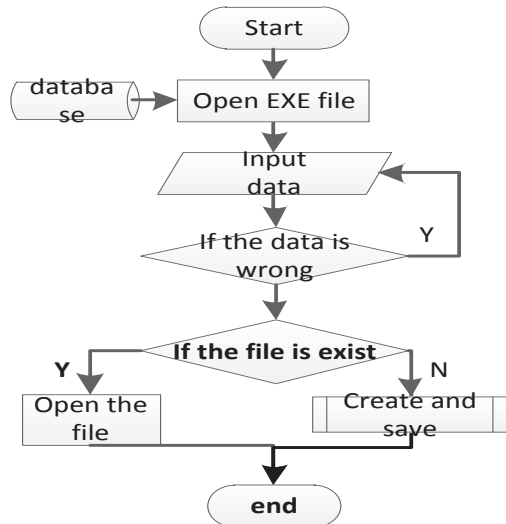 Start
databa
se
Open EXE file
Input
data
If the data is
wrong
Y
If the file is exist
Y
N
Open the
file
Create and
save
end